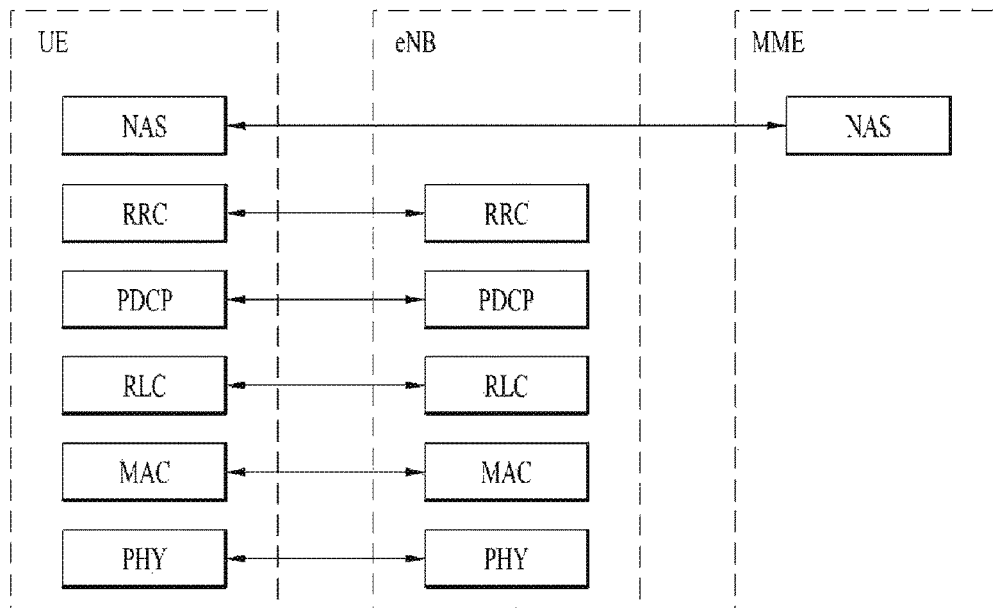 UE eNB MME
NAS NAS
RRC RRC
PDCP PDCP
RLC RLC
MAC MAC
PHY PHY